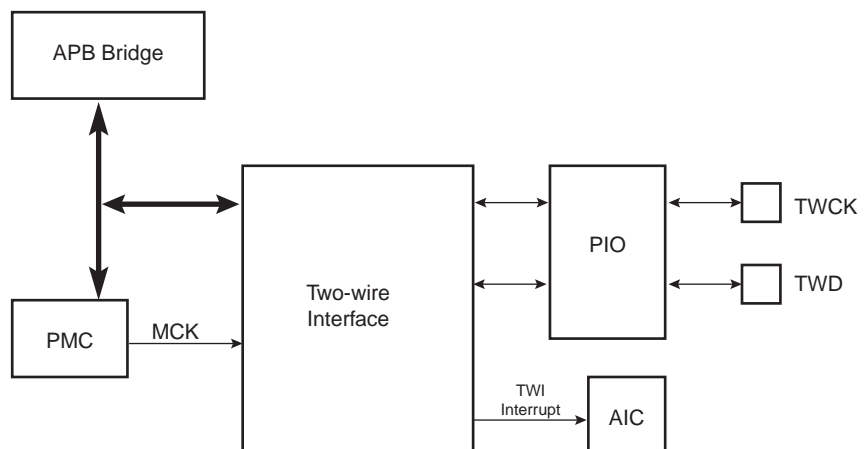 APB Bridge
TWCK
PIO
TWD
Two-wire
Interface
PMC
MCK
TWI
Interrupt
AIC